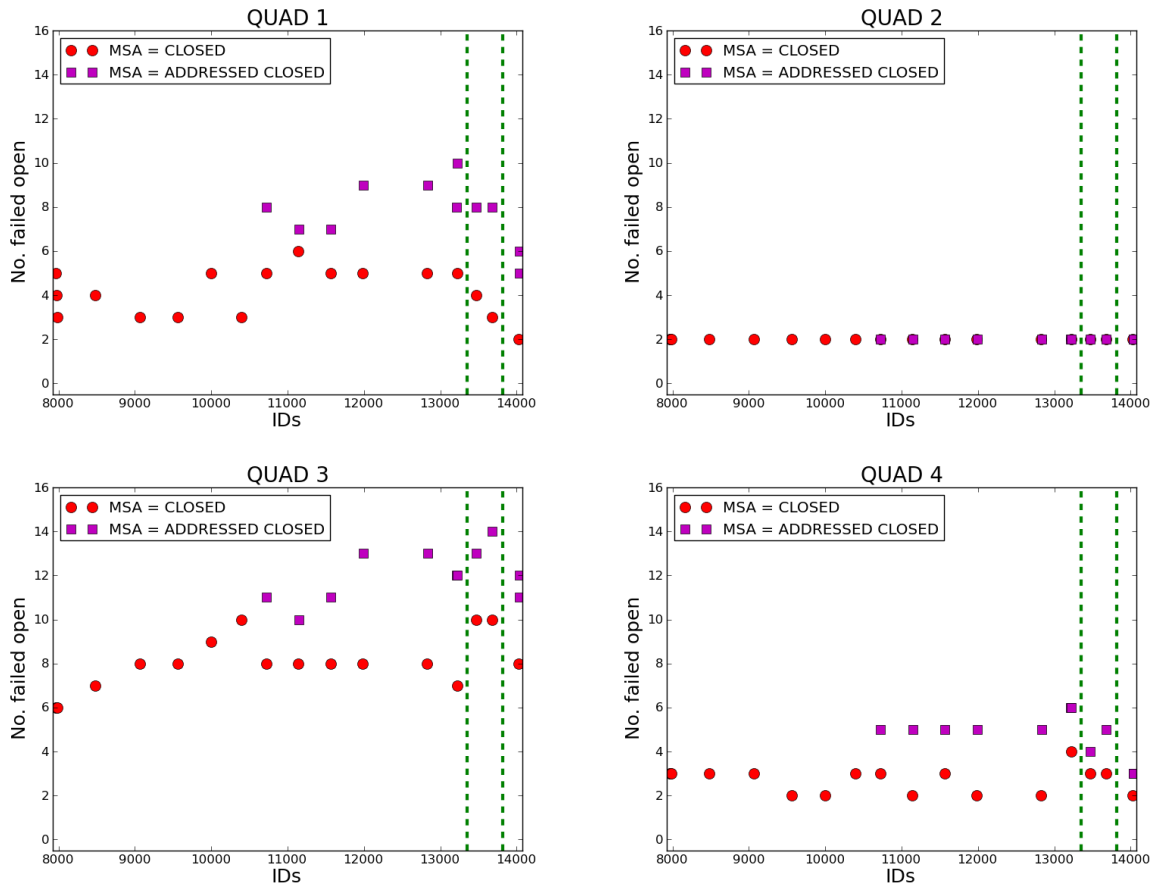 QUAD 1
16
14
12
10
8
6
4
2
0
No. failed open
MSA = CLOSED
MSA = ADDRESSED CLOSED
8000 9000 10000 11000 12000 13000 14000
IDs
QUAD 2
16
14
12
10
8
6
4
2
0
No. failed open
MSA = CLOSED
MSA = ADDRESSED CLOSED
8000 9000 10000 11000 12000 13000 14000
IDs
QUAD 3
16
14
12
10
8
6
4
2
0
No. failed open
MSA = CLOSED
MSA = ADDRESSED CLOSED
8000 9000 10000 11000 12000 13000 14000
IDs
QUAD 4
16
14
12
10
8
6
4
2
0
No. failed open
MSA = CLOSED
MSA = ADDRESSED CLOSED
8000 9000 10000 11000 12000 13000 14000
IDs